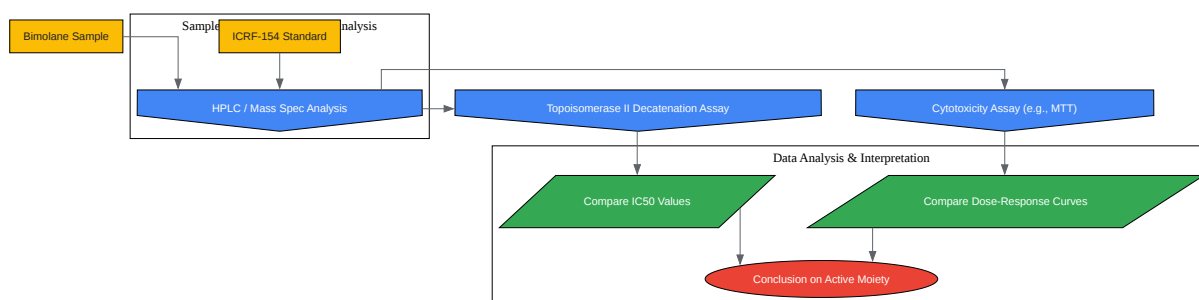 Sample
nalysis
Bimolane Sample
ICRF-154 Standard
HPLC / Mass Spec Analysis
Topoisomerase II Decatenation Assay
Cytotoxicity Assay (e.g., MTT)
Data Analysis & Interpretation
Compare IC50 Values
Compare Dose-Response Curves
Conclusion on Active Moiety